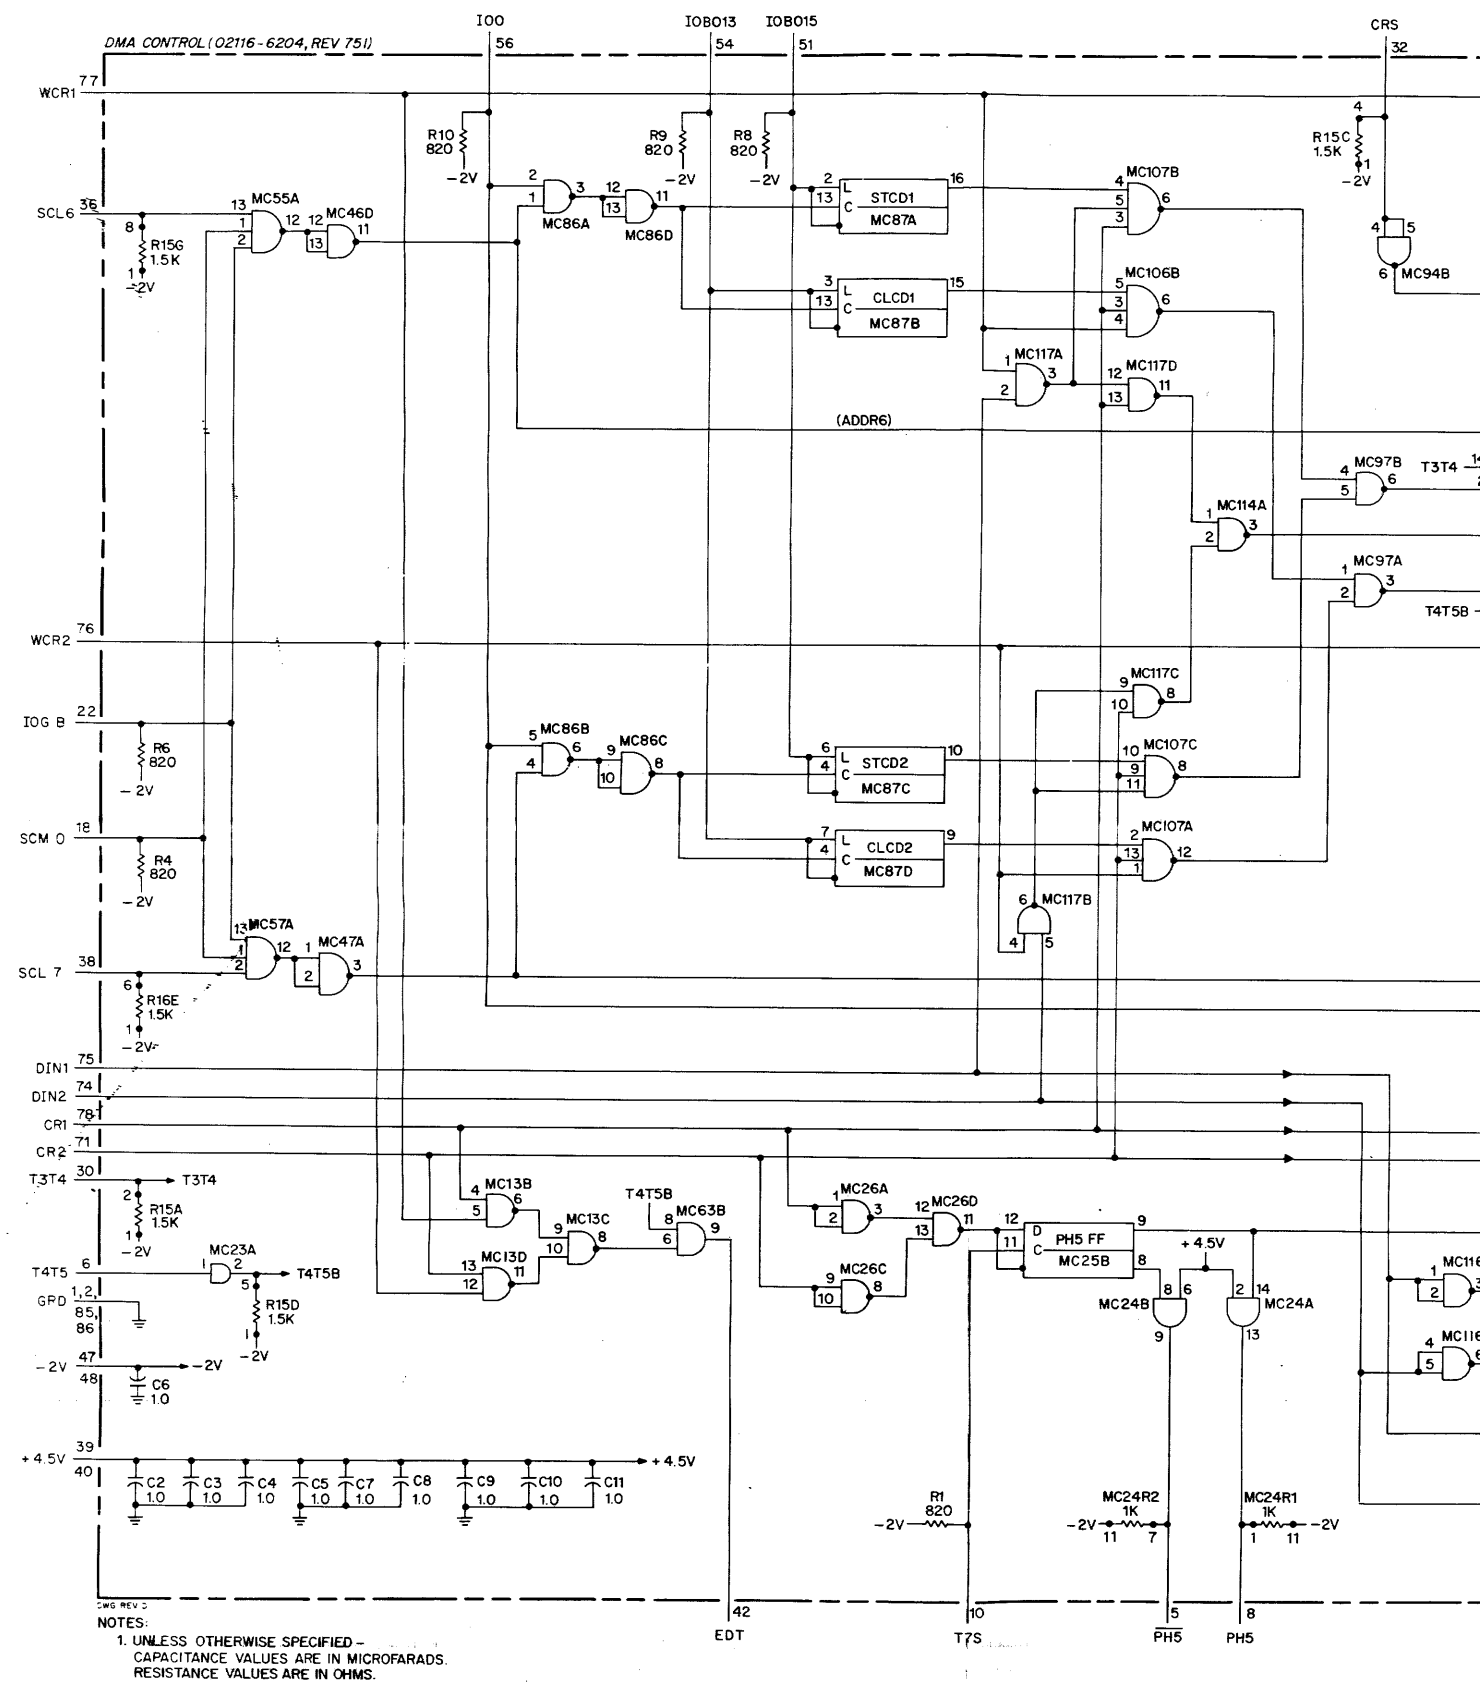 IOO IOBO13 IOBO15 CRS
DMA CONTROL (02116-6204, REV 751) 56 54 51 32
77
WCR1
4
R10 820 R9 820 R8 820 R15C 1.5K
-2V -2V -2V 1 -2V
MC107B
2 L STCD1 16 4
13 C MC87A 5 6
3
2 3 12 11
1 13
MC86A MC86D
36 MC55A
SCL6 13 12 12 MC46D
1 13 11
2
8 R15G 1.5K
1
-2V
4 5
6 MC94B
MC106B
3 L CLCD1 15 5
13 C MC87B 3 6
4
MC117A MC117D
1 3 12 11
2 13
(ADDR6)
MC97B
4 6 T3T4 14
5
MC114A
1 3
2
MC97A
1 3
2
T4T5B
76
WCR2
MC117C
9 8
10
22
IOG B
R6 820
-2V
MC86B MC86C
5 6 9 8
4 10
6 L STCD2 10
4 C MC87C
MC107C
10 8
9
11
18
SCM 0
R4 820
-2V
7 L CLCD2 9
4 C MC87D
MC107A
2 12
13
1
6 MC117B
4 5
MC57A
13 12
1
2
MC47A
1 3
2
38
SCL 7
6 R16E 1.5K
1
-2V
75
DIN1
74
DIN2
78
CR1
71
CR2
30
T3T4 T3T4
2 R15A 1.5K
1
-2V
MC13B
4 6
5
MC13C
9 8
10
MC13D
13 11
12
T4T5B MC63B
8 9
6
MC26A
1 3
2
MC26D
12 11
13
MC26C
9 8
10
12 D PH5 FF 9
11 C MC25B 8
+4.5V
MC24B 8 6
9
2 14 MC24A
13
MC116
1 3
2
MC116
4 6
5
6 MC23A
T4T5 1 2 T4T5B
5 R15D 1.5K
1
-2V
GRD 1,2,
85,
86
47
-2V -2V
48
C6 1.0
39
+4.5V +4.5V
40
C2 C3 C4 C5 C7 C8 C9 C10 C11
1.0 1.0 1.0 1.0 1.0 1.0 1.0 1.0 1.0
R1 820 MC24R2 1K MC24R1 1K
-2V -2V 11 7 1 11 -2V
42 10 5 8
EDT T7S PH5 PH5
DWG REV
NOTES:
1. UNLESS OTHERWISE SPECIFIED -
CAPACITANCE VALUES ARE IN MICROFARADS.
RESISTANCE VALUES ARE IN OHMS.